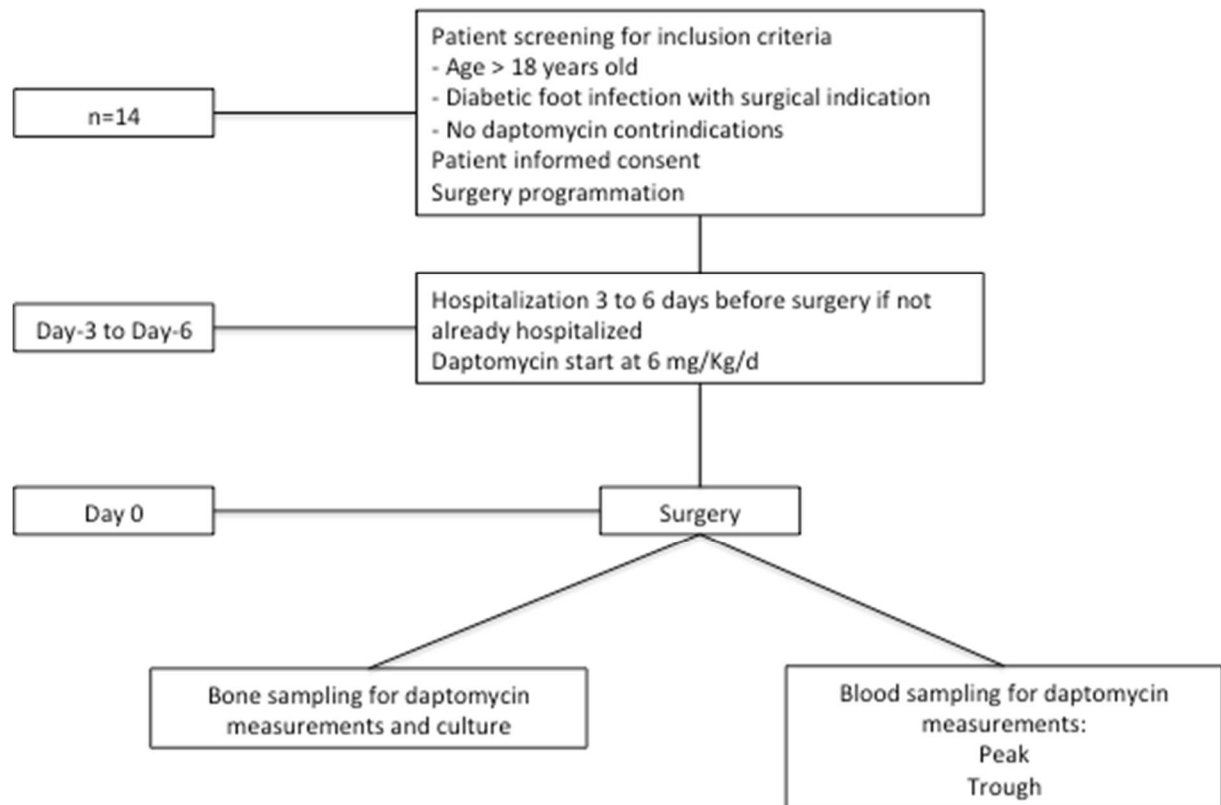 n=14
Patient screening for inclusion criteria
- Age > 18 years old
- Diabetic foot infection with surgical indication
- No daptomycin contrindications
Patient informed consent
Surgery programmation
Day-3 to Day-6
Hospitalization 3 to 6 days before surgery if not
already hospitalized
Daptomycin start at 6 mg/Kg/d
Day 0
Surgery
Bone sampling for daptomycin
measurements and culture
Blood sampling for daptomycin
measurements:
Peak
Trough